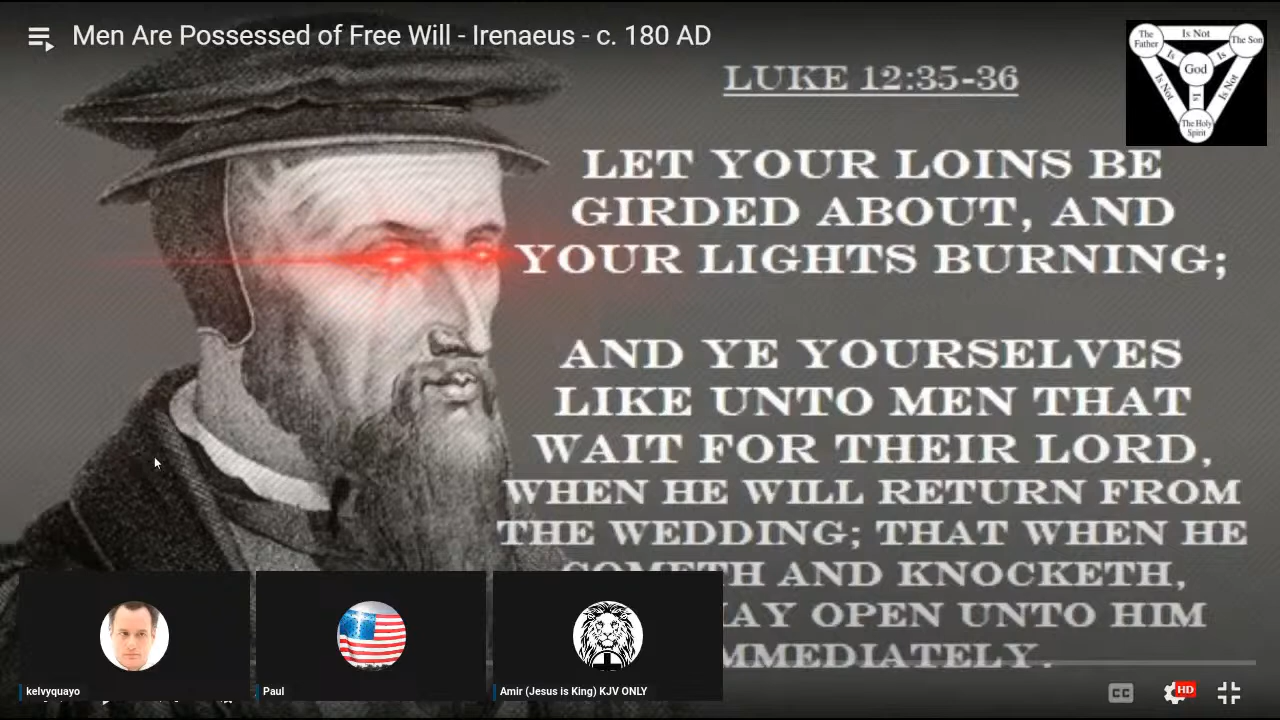 Men Are Possessed of Free Will - Irenaeus - c. 180 AD
The Father
Is Not
The Son
Is
Is
God
Is Not
Is
Is Not
The Holy Spirit
LUKE 12:35-36
LET YOUR LOINS BE
GIRDED ABOUT, AND
YOUR LIGHTS BURNING;
AND YE YOURSELVES
LIKE UNTO MEN THAT
WAIT FOR THEIR LORD,
WHEN HE WILL RETURN FROM
THE WEDDING; THAT WHEN HE
COMETH AND KNOCKETH,
OPEN UNTO HIM
kelvyquayo
Paul
Amir (Jesus is King) KJV ONLY
CC
HD